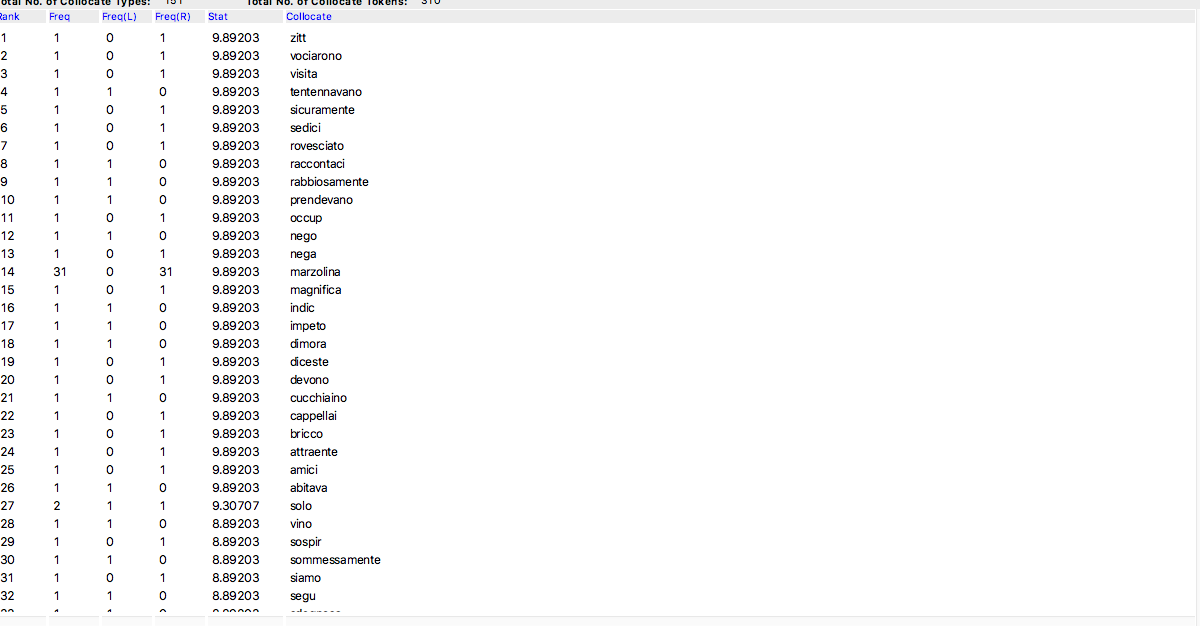 Total No. of Collocate Types: 151 Total No. of Collocate Tokens: 310
Rank Freq Freq(L) Freq(R) Stat Collocate
1 1 0 1 9.89203 zitt
2 1 0 1 9.89203 vociarono
3 1 0 1 9.89203 visita
4 1 1 0 9.89203 tentennavano
5 1 0 1 9.89203 sicuramente
6 1 0 1 9.89203 sedici
7 1 0 1 9.89203 rovesciato
8 1 1 0 9.89203 raccontaci
9 1 1 0 9.89203 rabbiosamente
10 1 1 0 9.89203 prendevano
11 1 0 1 9.89203 occup
12 1 1 0 9.89203 nego
13 1 0 1 9.89203 nega
14 31 0 31 9.89203 marzolina
15 1 0 1 9.89203 magnifica
16 1 1 0 9.89203 indic
17 1 1 0 9.89203 impeto
18 1 1 0 9.89203 dimora
19 1 0 1 9.89203 diceste
20 1 0 1 9.89203 devono
21 1 1 0 9.89203 cucchiaino
22 1 0 1 9.89203 cappellai
23 1 0 1 9.89203 bricco
24 1 0 1 9.89203 attraente
25 1 0 1 9.89203 amici
26 1 1 0 9.89203 abitava
27 2 1 1 9.30707 solo
28 1 1 0 8.89203 vino
29 1 0 1 8.89203 sospir
30 1 1 0 8.89203 sommessamente
31 1 0 1 8.89203 siamo
32 1 1 0 8.89203 segu